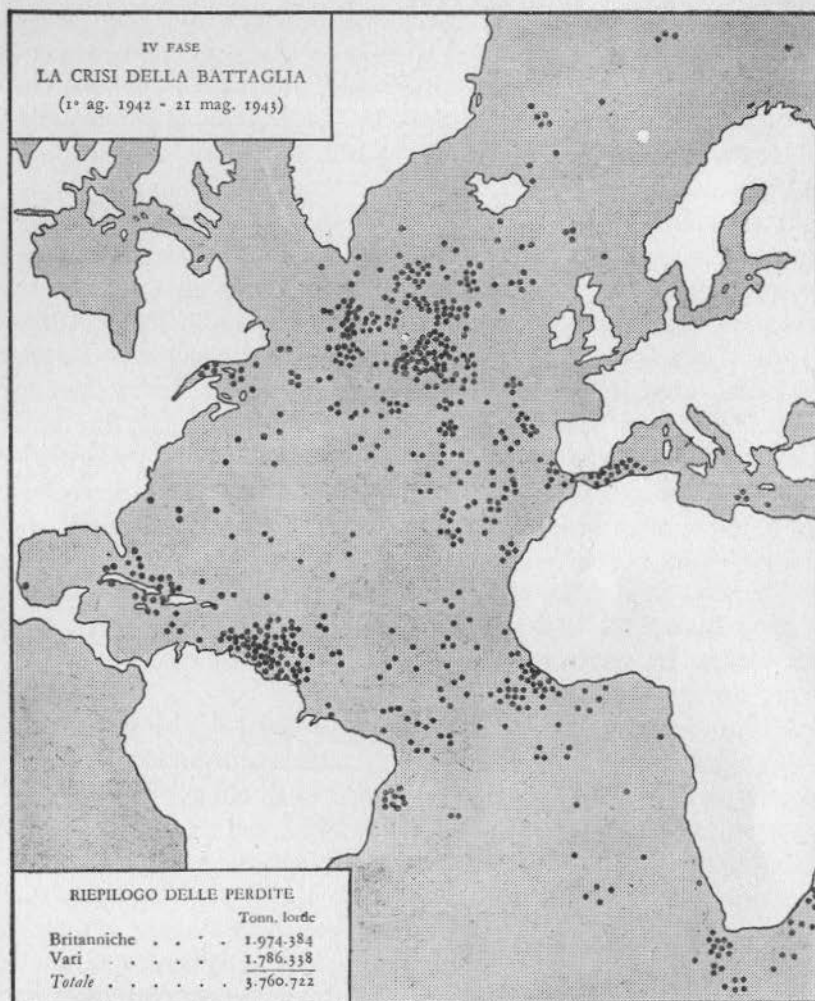 IV FASE
LA CRISI DELLA BATTAGLIA
(1º ag. 1942 - 21 mag. 1943)
RIEPILOGO DELLE PERDITE
Tonn. lorde
Britanniche . . . . 1.974.384
Vari . . . . 1.786.338
Totale . . . . . . 3.760.722